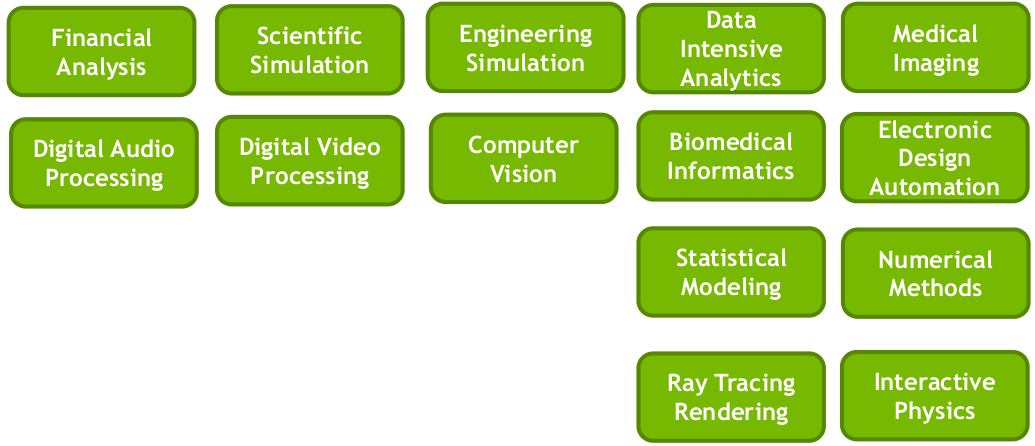 Financial
Analysis
Scientific
Simulation
Engineering
Simulation
Data
Intensive
Analytics
Medical
Imaging
Digital Audio
Processing
Digital Video
Processing
Computer
Vision
Biomedical
Informatics
Electronic
Design
Automation
Statistical
Modeling
Numerical
Methods
Ray Tracing
Rendering
Interactive
Physics